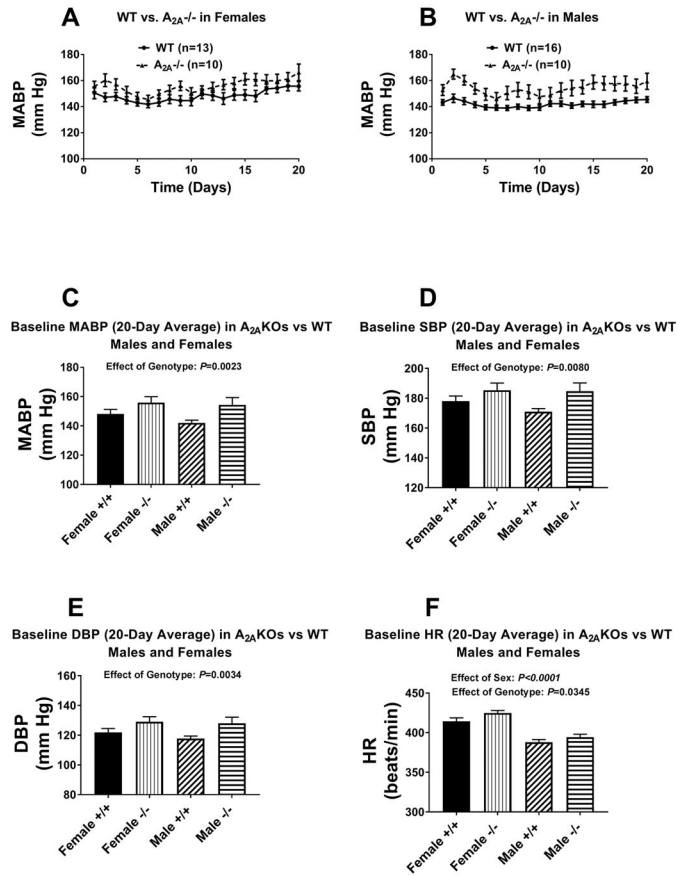 A
WT vs. A2A-/- in Females
WT (n=13)
A2A-/- (n=10)
MABP
(mm Hg)
180
160
140
120
100
0
5
10
15
20
Time (Days)
B
WT vs. A2A-/- in Males
WT (n=16)
A2A-/- (n=10)
MABP
(mm Hg)
180
160
140
120
100
0
5
10
15
20
Time (Days)
C
Baseline MABP (20-Day Average) in A2AKOs vs WT
Males and Females
Effect of Genotype: P=0.0023
MABP
(mm Hg)
180
160
140
120
100
Female +/+
Female -/-
Male +/+
Male -/-
D
Baseline SBP (20-Day Average) in A2AKOs vs WT
Males and Females
Effect of Genotype: P=0.0080
SBP
(mm Hg)
200
180
160
140
120
Female +/+
Female -/-
Male +/+
Male -/-
E
Baseline DBP (20-Day Average) in A2AKOs vs WT
Males and Females
Effect of Genotype: P=0.0034
DBP
(mm Hg)
160
140
120
100
80
Female +/+
Female -/-
Male +/+
Male -/-
F
Baseline HR (20-Day Average) in A2AKOs vs WT
Males and Females
Effect of Sex: P<0.0001
Effect of Genotype: P=0.0345
HR
(beats/min)
450
400
350
300
Female +/+
Female -/-
Male +/+
Male -/-